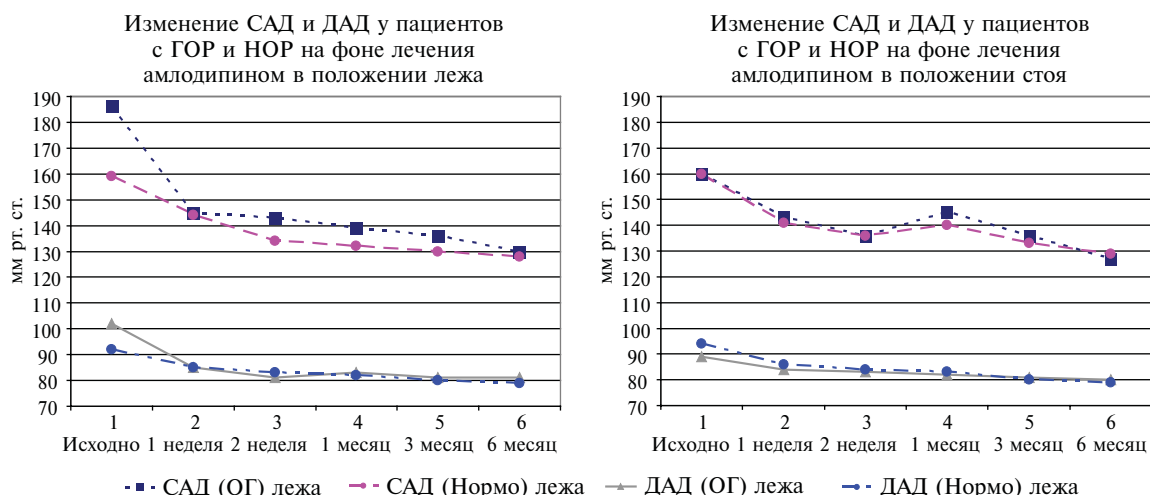 Изменение САД и ДАД у пациентов
с ГОР и НОР на фоне лечения
амлодипином в положении лежа
мм рт. ст.
190
180
170
160
150
140
130
120
110
100
90
80
70
1 2 3 4 5 6
Исходно 1 неделя 2 неделя 1 месяц 3 месяц 6 месяц
Изменение САД и ДАД у пациентов
с ГОР и НОР на фоне лечения
амлодипином в положении стоя
мм рт. ст.
190
180
170
160
150
140
130
120
110
100
90
80
70
1 2 3 4 5 6
Исходно 1 неделя 2 неделя 1 месяц 3 месяц 6 месяц
САД (ОГ) лежа САД (Нормо) лежа ДАД (ОГ) лежа ДАД (Нормо) лежа